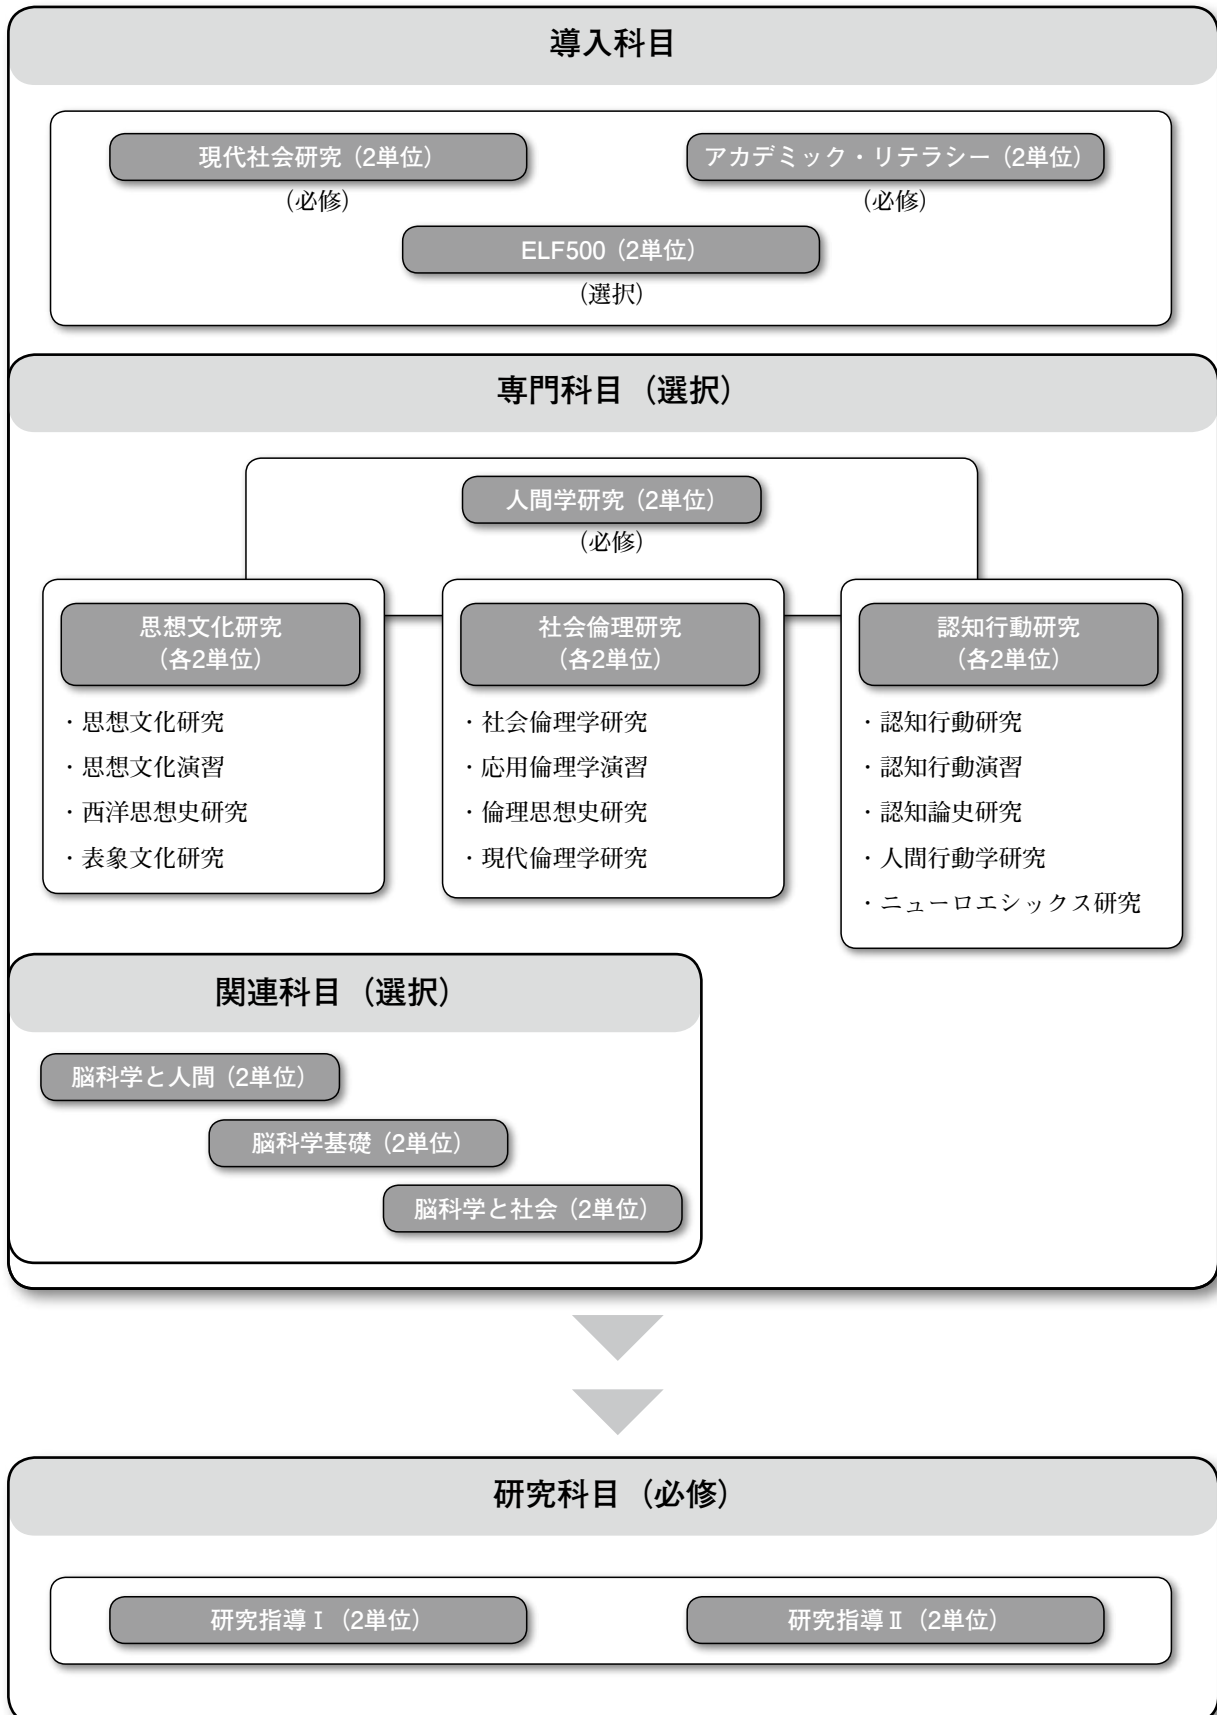 導入科目
現代社会研究（2単位）
（必修）
アカデミック・リテラシー（2単位）
（必修）
ELF500（2単位）
（選択）
専門科目（選択）
人間学研究（2単位）
（必修）
思想文化研究
（各2単位）
・思想文化研究
・思想文化演習
・西洋思想史研究
・表象文化研究
社会倫理研究
（各2単位）
・社会倫理学研究
・応用倫理学演習
・倫理思想史研究
・現代倫理学研究
認知行動研究
（各2単位）
・認知行動研究
・認知行動演習
・認知論史研究
・人間行動学研究
・ニューロエシックス研究
関連科目（選択）
脳科学と人間（2単位）
脳科学基礎（2単位）
脳科学と社会（2単位）
研究科目（必修）
研究指導Ⅰ（2単位）
研究指導Ⅱ（2単位）